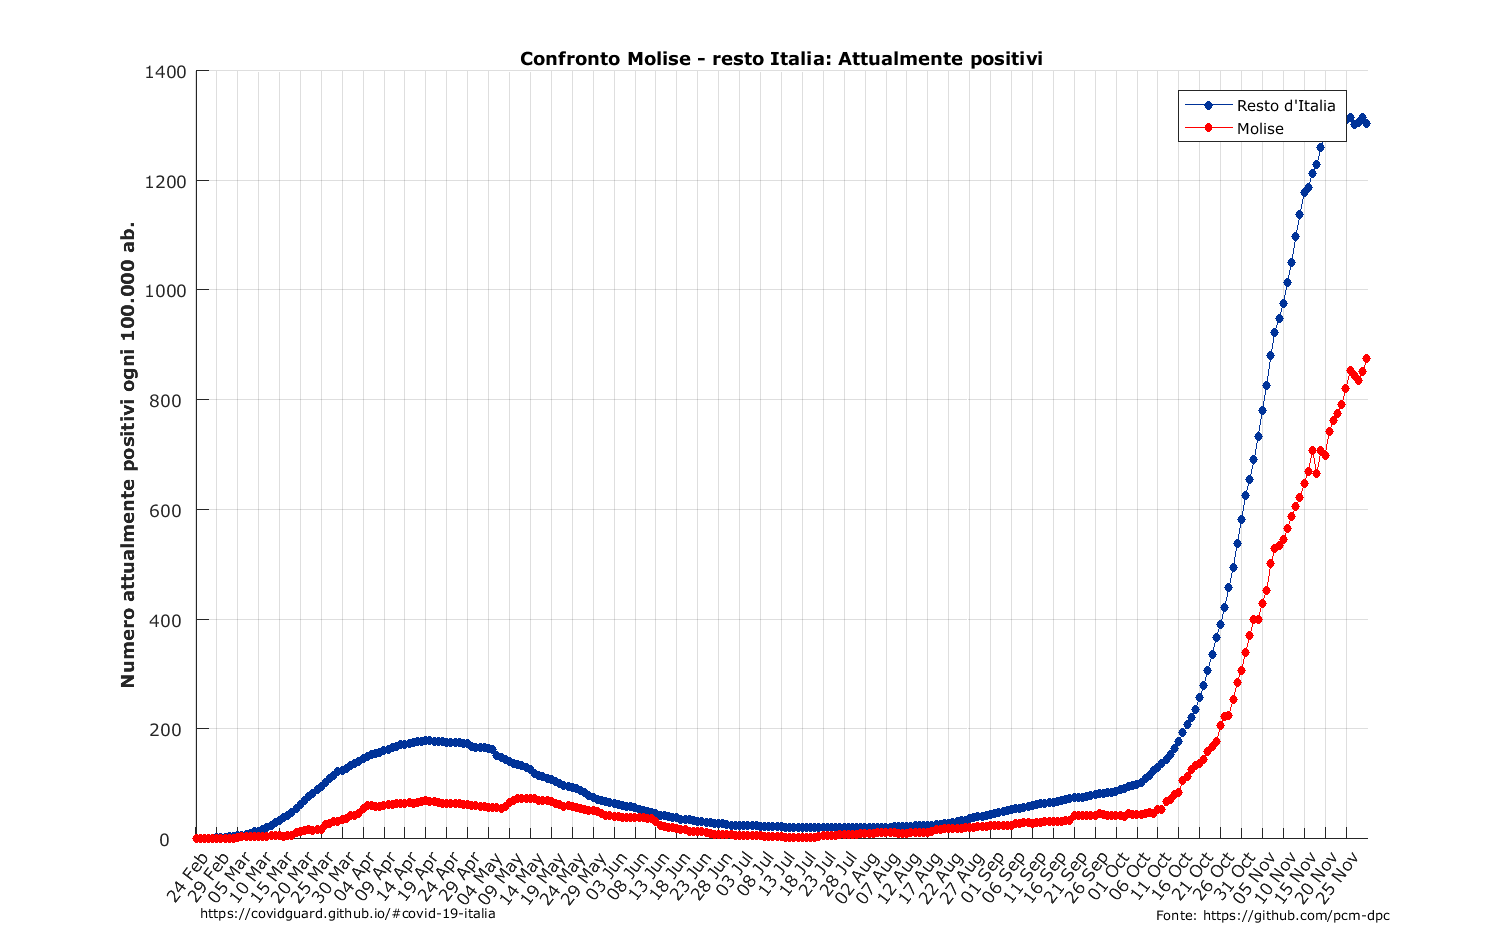 Confronto Molise - resto Italia: Attualmente positivi
Numero attualmente positivi ogni 100.000 ab.
1400
1200
1000
800
600
400
200
0
Resto d'Italia
Molise
24 Feb
29 Feb
05 Mar
10 Mar
15 Mar
20 Mar
25 Mar
30 Mar
04 Apr
09 Apr
14 Apr
19 Apr
24 Apr
29 Apr
04 May
09 May
14 May
19 May
24 May
29 May
03 Jun
08 Jun
13 Jun
18 Jun
23 Jun
28 Jun
03 Jul
08 Jul
13 Jul
18 Jul
23 Jul
28 Jul
02 Aug
07 Aug
12 Aug
17 Aug
22 Aug
27 Aug
01 Sep
06 Sep
11 Sep
16 Sep
21 Sep
26 Sep
01 Oct
06 Oct
11 Oct
16 Oct
21 Oct
26 Oct
31 Oct
05 Nov
10 Nov
15 Nov
20 Nov
25 Nov
https://covidguard.github.io/#covid-19-italia
Fonte: https://github.com/pcm-dpc